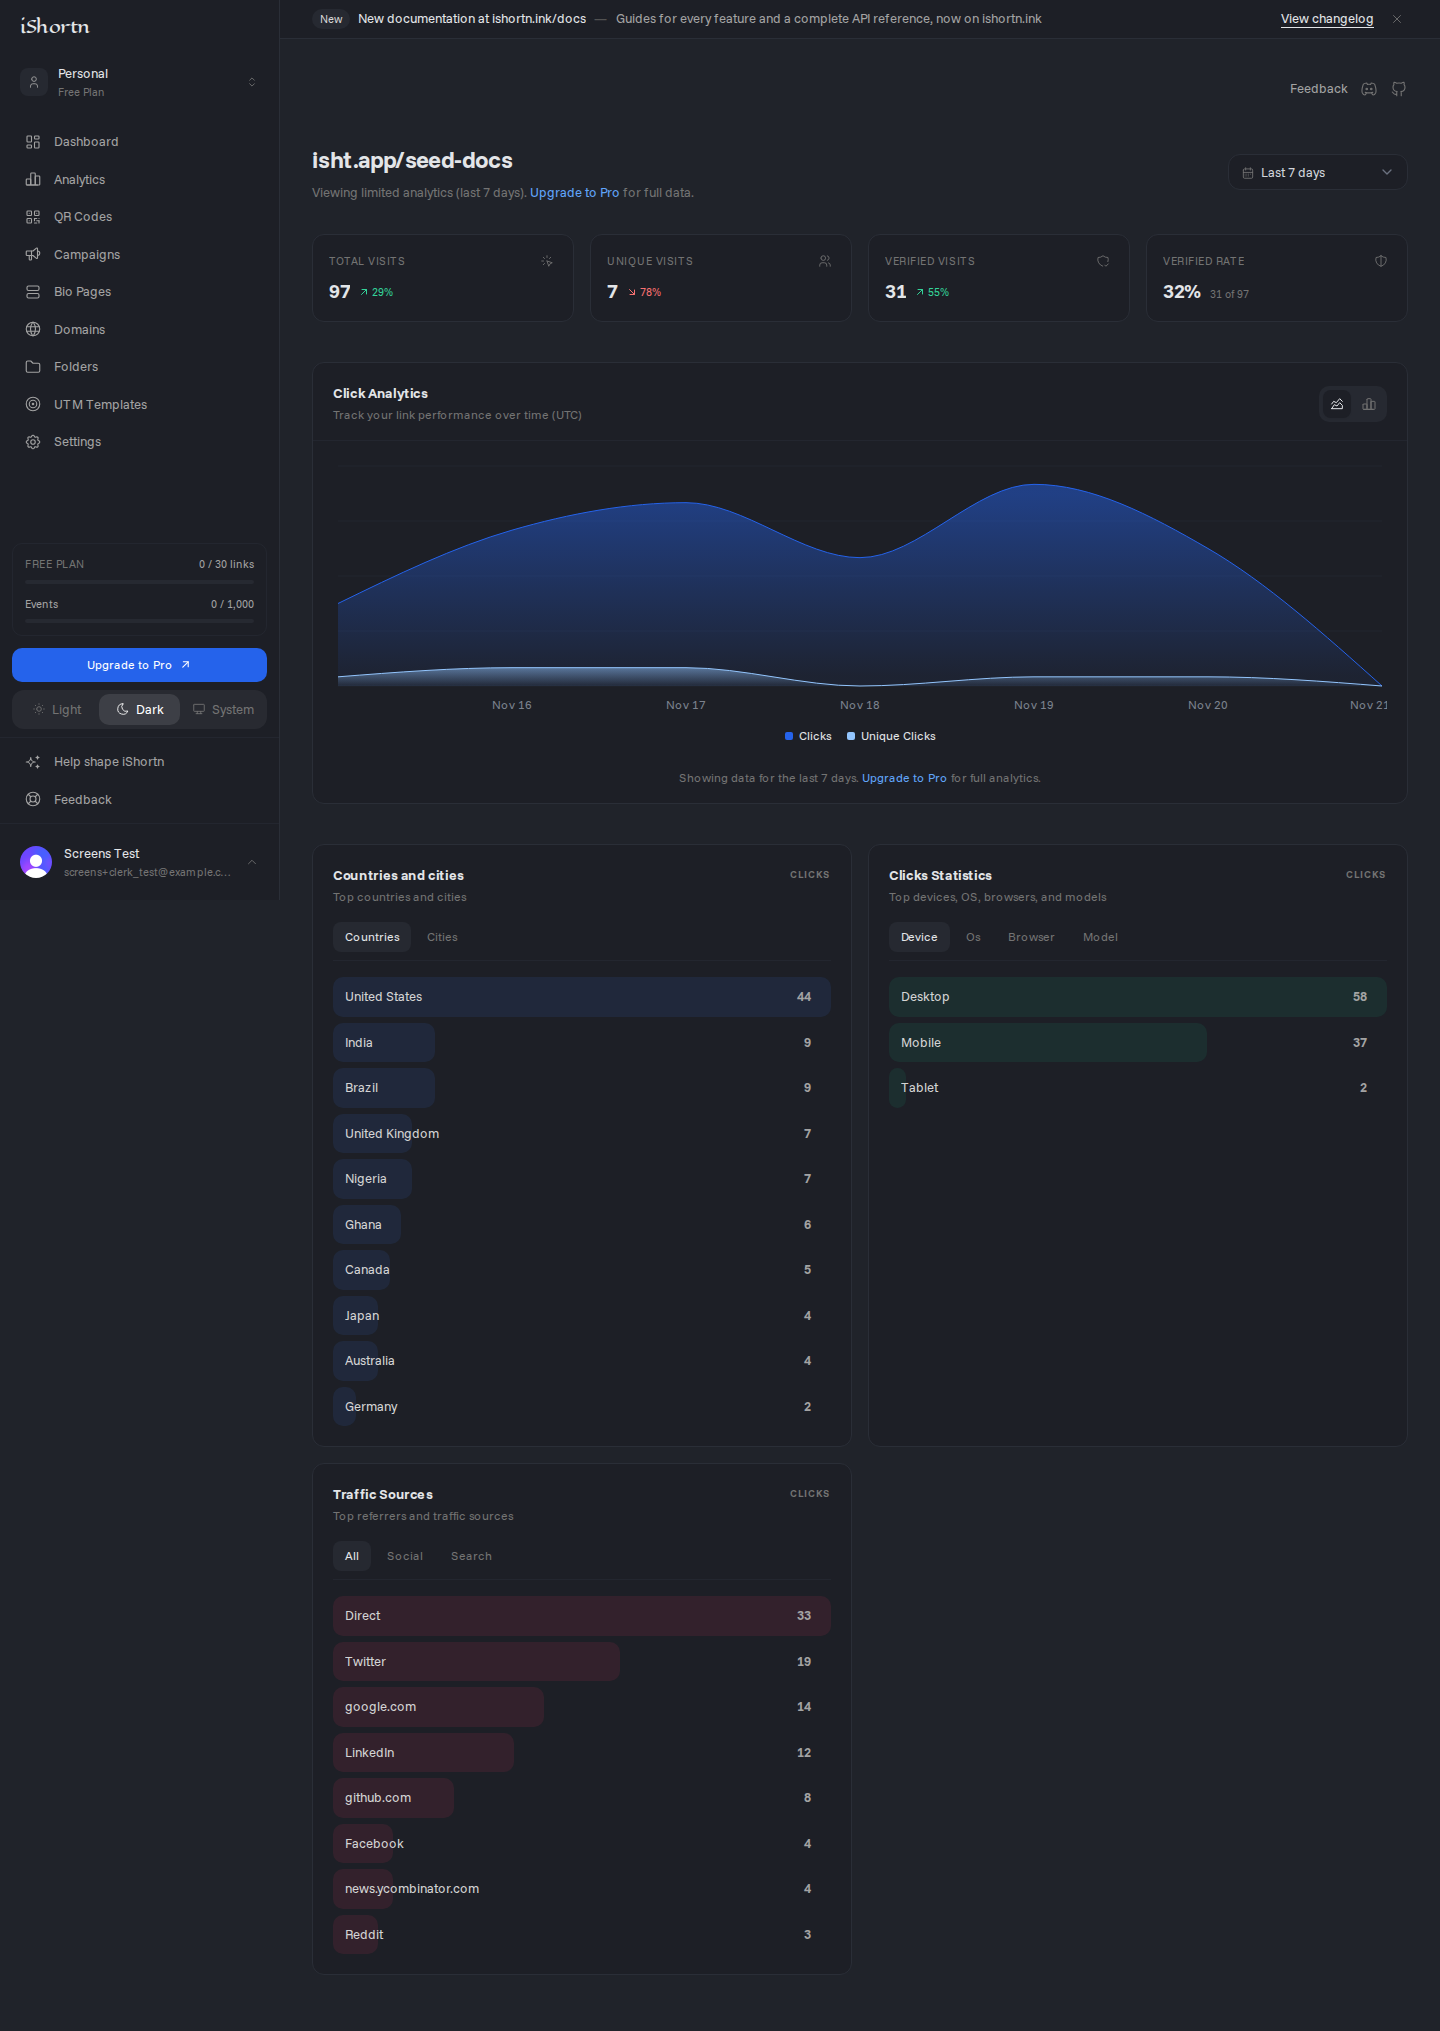 iShortn
New New documentation at ishortn.ink/docs — Guides for every feature and a complete API reference, now on ishortn.ink View changelog
Personal
Free Plan
Dashboard
Analytics
QR Codes
Campaigns
Bio Pages
Domains
Folders
UTM Templates
Settings
FREE PLAN 0 / 30 links
Events 0 / 1,000
Upgrade to Pro
Light Dark System
Help shape iShortn
Feedback
Screens Test
screens+clerk_test@example.c...
Feedback
isht.app/seed-docs
Viewing limited analytics (last 7 days). Upgrade to Pro for full data.
Last 7 days
TOTAL VISITS
97 29%
UNIQUE VISITS
7 78%
VERIFIED VISITS
31 55%
VERIFIED RATE
32% 31 of 97
Click Analytics
Track your link performance over time (UTC)
Nov 16 Nov 17 Nov 18 Nov 19 Nov 20 Nov 21
Clicks Unique Clicks
Showing data for the last 7 days. Upgrade to Pro for full analytics.
Countries and cities CLICKS
Top countries and cities
Countries Cities
United States 44
India 9
Brazil 9
United Kingdom 7
Nigeria 7
Ghana 6
Canada 5
Japan 4
Australia 4
Germany 2
Clicks Statistics CLICKS
Top devices, OS, browsers, and models
Device Os Browser Model
Desktop 58
Mobile 37
Tablet 2
Traffic Sources CLICKS
Top referrers and traffic sources
All Social Search
Direct 33
Twitter 19
google.com 14
LinkedIn 12
github.com 8
Facebook 4
news.ycombinator.com 4
Reddit 3